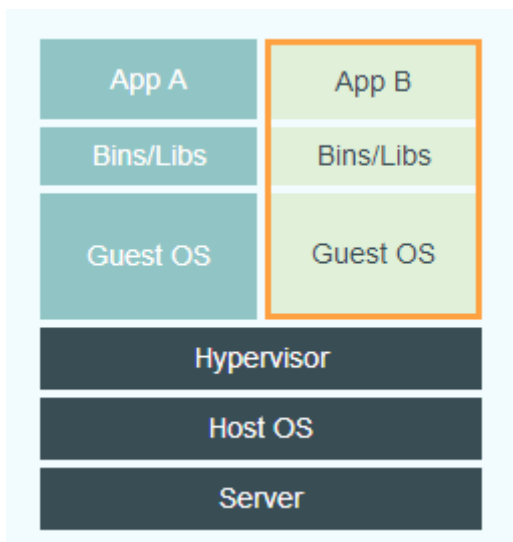 App A
App B
Bins/Libs
Bins/Libs
Guest OS
Guest OS
Hypervisor
Host OS
Server